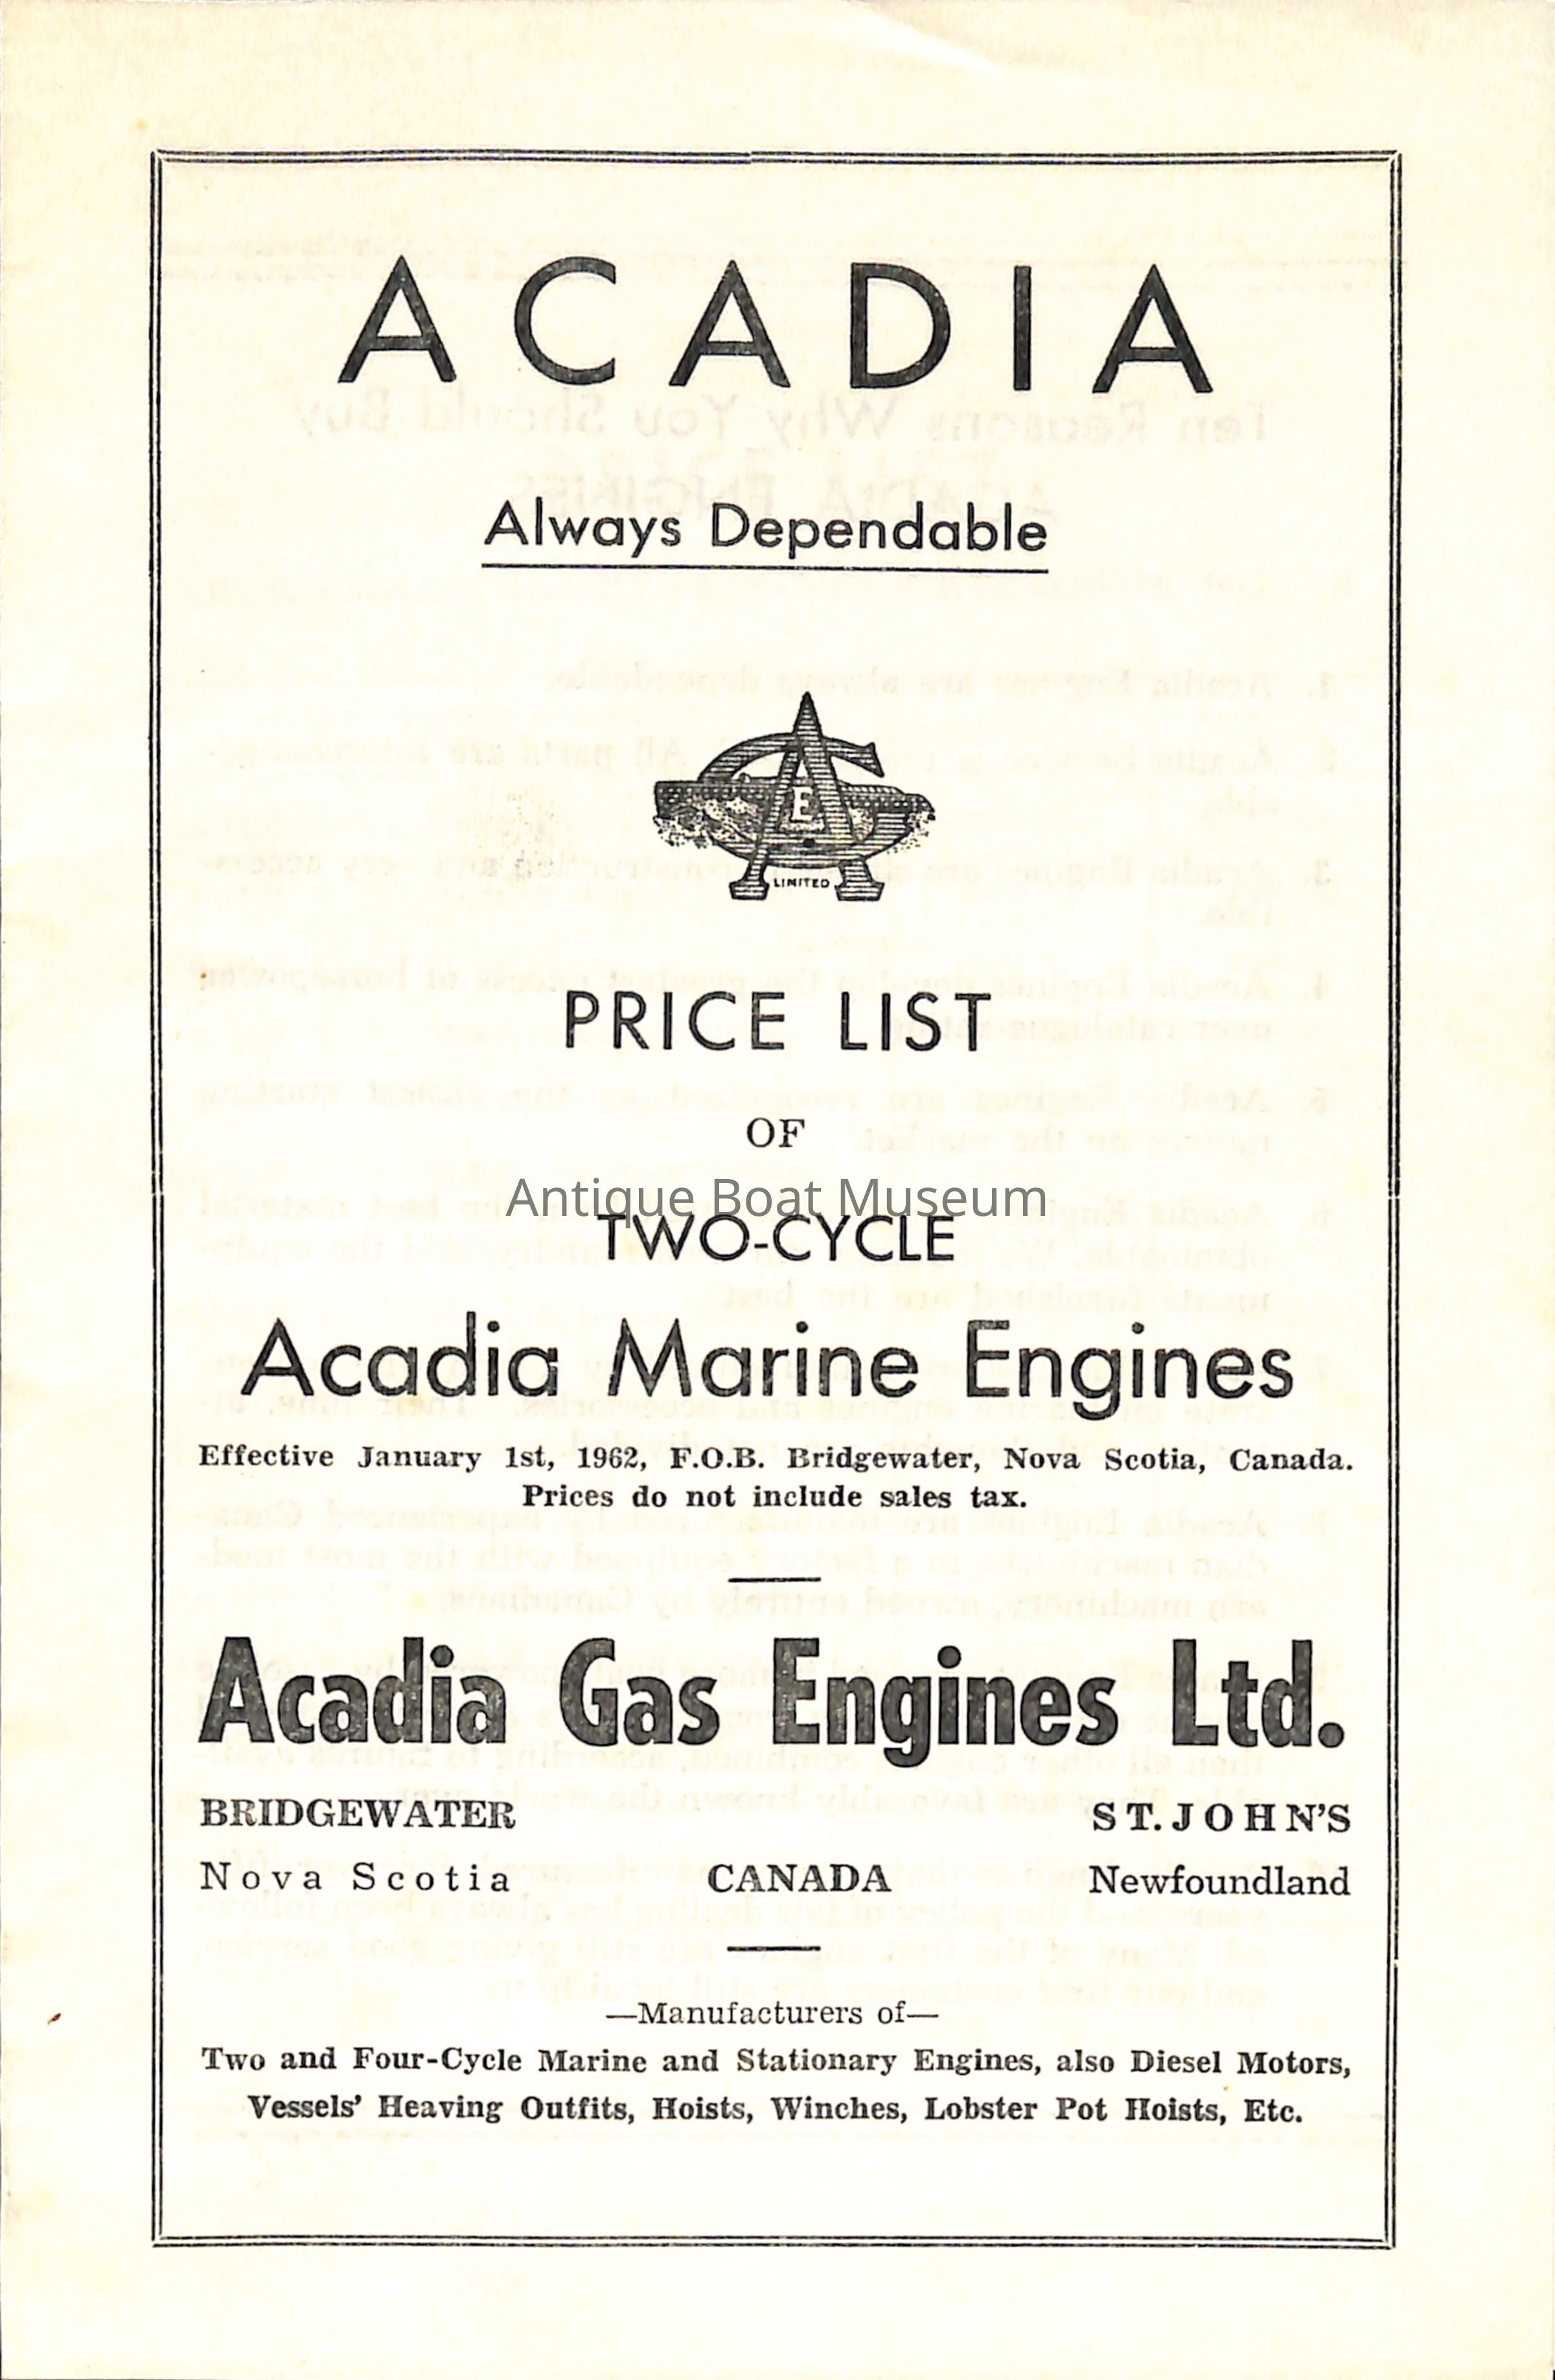 ACADIA
Always Dependable
CAE
LIMITED
PRICE LIST
OF
Antique Boat Museum
TWO-CYCLE
Acadia Marine Engines
Effective January 1st, 1962, F.O.B. Bridgewater, Nova Scotia, Canada.
Prices do not include sales tax.
Acadia Gas Engines Ltd.
BRIDGEWATER ST. JOHN'S
Nova Scotia CANADA Newfoundland
—Manufacturers of—
Two and Four-Cycle Marine and Stationary Engines, also Diesel Motors,
Vessels' Heaving Outfits, Hoists, Winches, Lobster Pot Hoists, Etc.